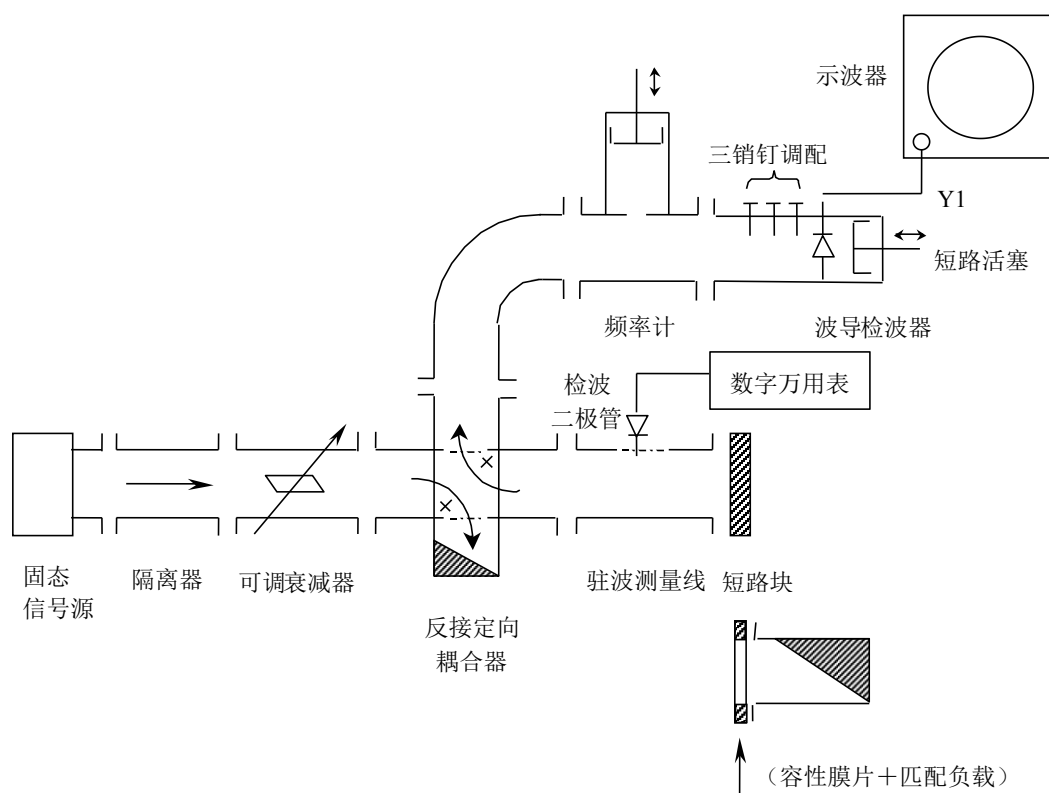 示波器
三销钉调配
Y1
短路活塞
频率计
波导检波器
检波
二极管
数字万用表
固态
信号源
隔离器
可调衰减器
反接定向
耦合器
驻波测量线
短路块
（容性膜片＋匹配负载）